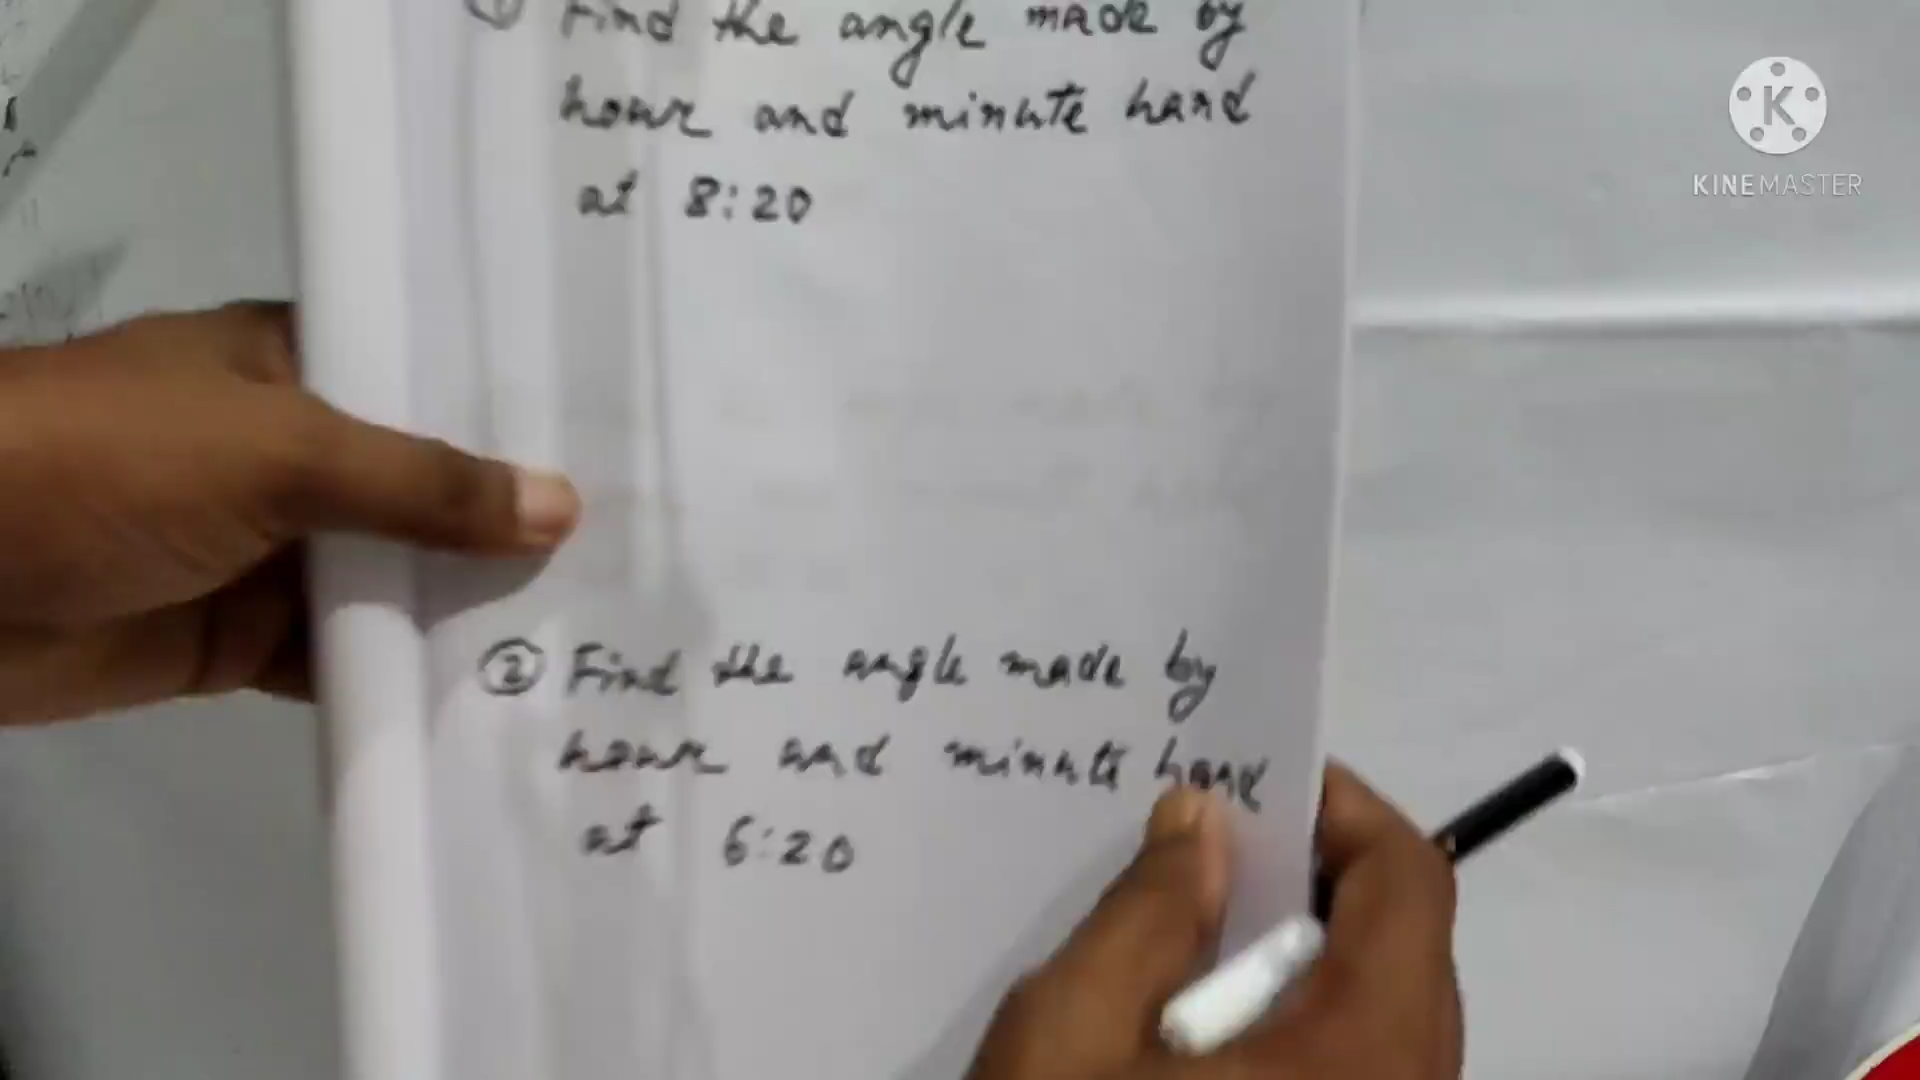 ① Find the angle made by
hour and minute hand
at 8:20
② Find the angle made by
hour and minute hand
at 6:20
K
KINEMASTER